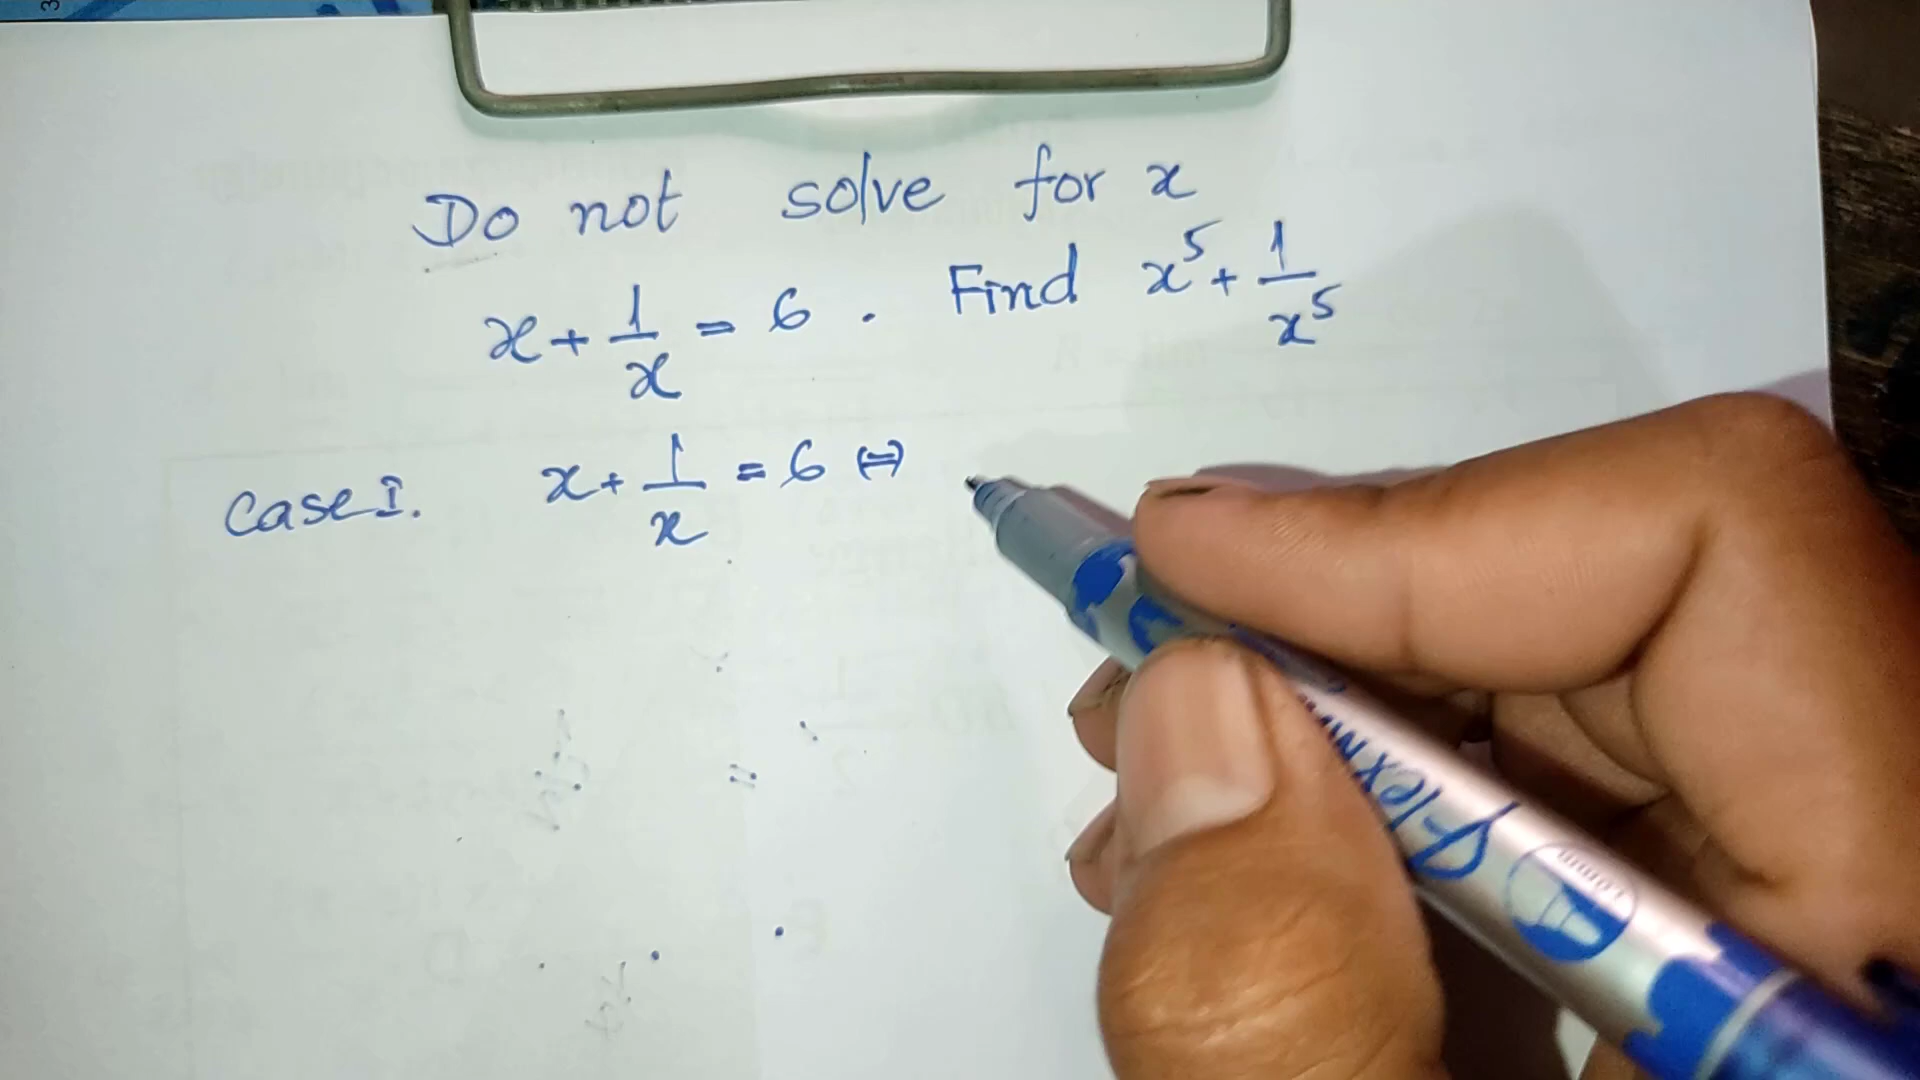 Do not solve for x
x + 1/x = 6 . Find x⁵ + 1/x⁵
Case I. x + 1/x = 6 ⇔